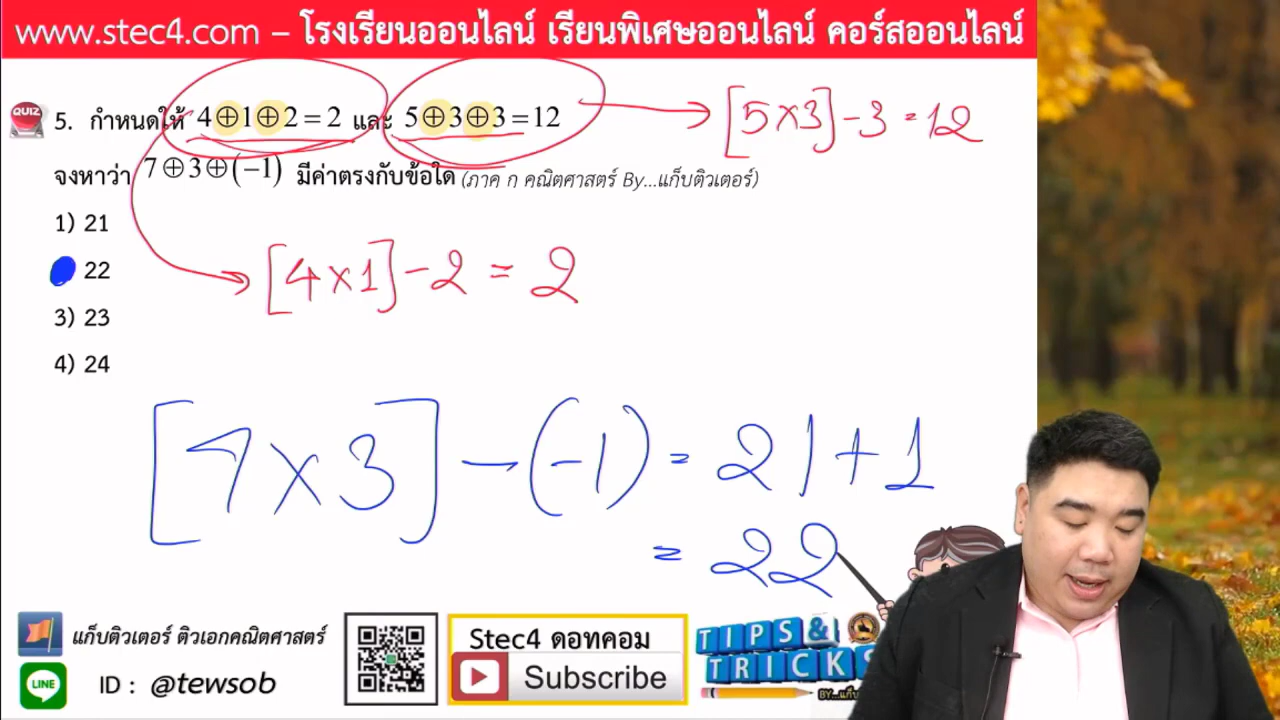 www.stec4.com – โรงเรียนออนไลน์ เรียนพิเศษออนไลน์ คอร์สออนไลน์
QUIZ
5. กำหนดให้ 4⊕1⊕2=2 และ 5⊕3⊕3=12
[5×3]-3=12
จงหาว่า 7⊕3⊕(−1) มีค่าตรงกับข้อใด (ภาค ก คณิตศาสตร์ By...แก็บติวเตอร์)
1) 21
22
[4×1]-2=2
3) 23
4) 24
[7×3]-(-1)=21+1
=22
แก็บติวเตอร์ ติวเอกคณิตศาสตร์
LINE
ID : @tewsob
Stec4 ดอทคอม
Subscribe
TIPS &
TRICKS
BY...แก็บ